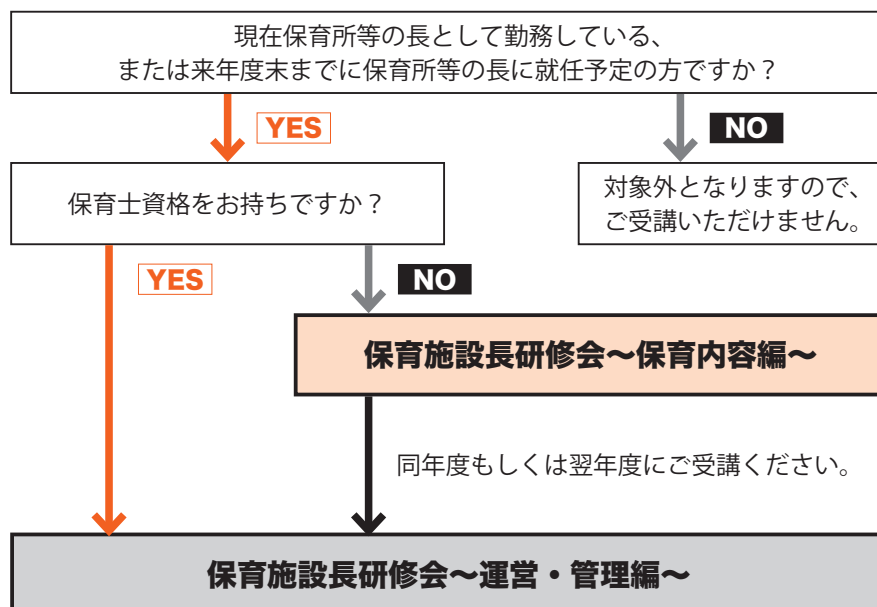 現在保育所等の長として勤務している、
または来年度末までに保育所等の長に就任予定の方ですか？
YES
NO
保育士資格をお持ちですか？
対象外となりますので、
ご受講いただけません。
YES
NO
保育施設長研修会〜保育内容編〜
同年度もしくは翌年度にご受講ください。
保育施設長研修会〜運営・管理編〜